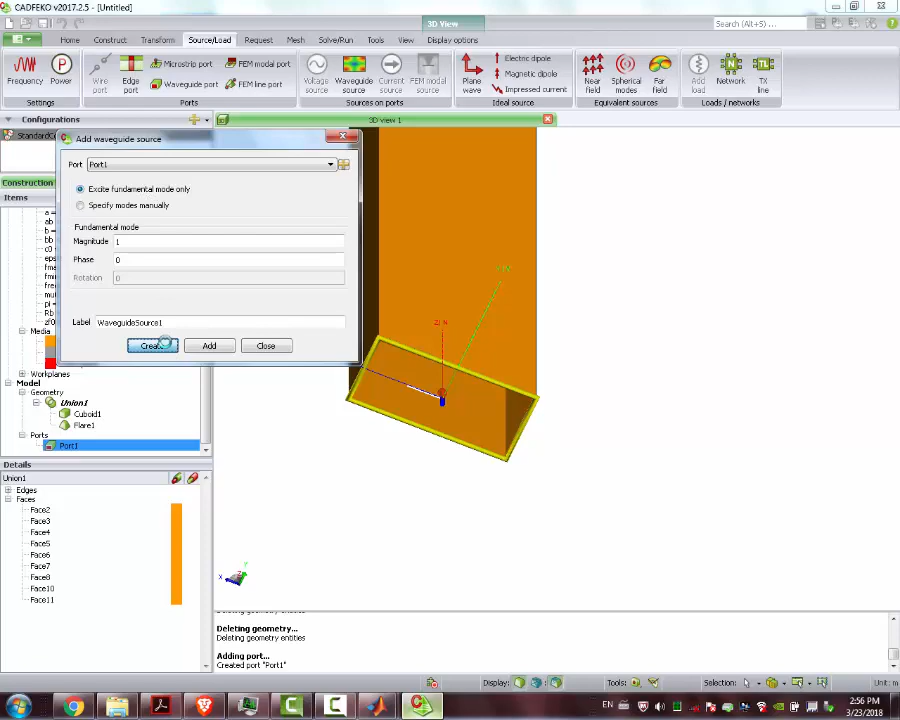 CADFEKO v2017.2.5 - [Untitled]
3D View
Search (Alt+S) . . .
Home
Construct
Transform
Source/Load
Request
Mesh
Solve/Run
Tools
View
Display options
Frequency
Power
Settings
Wire port
Edge port
Microstrip port
Waveguide port
FEM modal port
FEM line port
Ports
Voltage source
Waveguide source
Current source
FEM modal source
Sources on ports
Plane wave
Electric dipole
Magnetic dipole
Impressed current
Ideal source
Near field
Spherical modes
Far field
Equivalent sources
Add load
Network
TX line
Loads / networks
Configurations
3D view 1
Construction
Items
Add waveguide source
Port
Port1
Excite fundamental mode only
Specify modes manually
Fundamental mode
Magnitude
1
Phase
0
Rotation
0
Label
WaveguideSource1
Create
Add
Close
a =
b =
Media
Workplanes
Model
Geometry
Union1
Cuboid1
Flare1
Ports
Port1
Details
Union1
Edges
Faces
Face2
Face3
Face4
Face5
Face6
Face7
Face8
Face10
Face11
X
Y
Z
Deleting geometry entities
Deleting geometry...
Deleting geometry entities
Adding port...
Created port "Port1"
Display:
Tools:
Selection:
Unit: m
EN
2:56 PM
3/23/2018